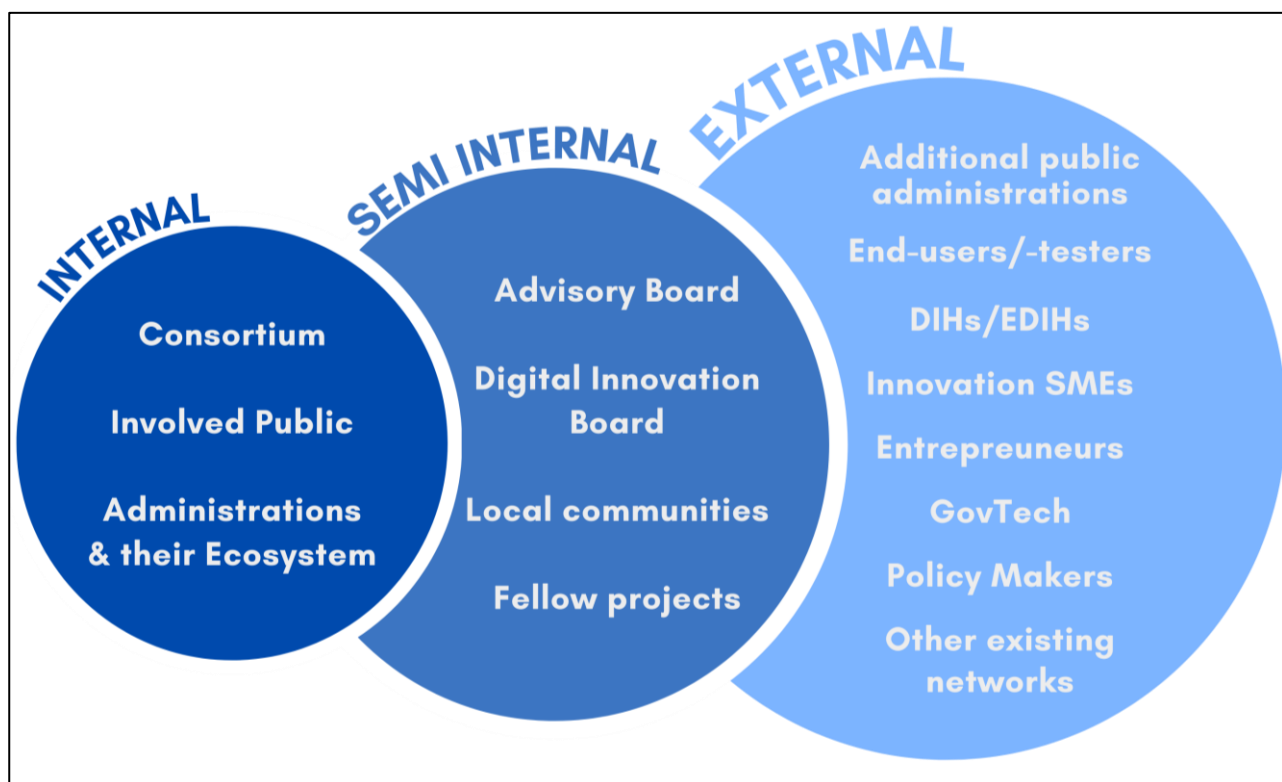 INTERNAL
Consortium
Involved Public
Administrations
& their Ecosystem
SEMI INTERNAL
Advisory Board
Digital Innovation
Board
Local communities
Fellow projects
EXTERNAL
Additional public
administrations
End-users/-testers
DIHs/EDIHs
Innovation SMEs
Entrepreuneurs
GovTech
Policy Makers
Other existing
networks